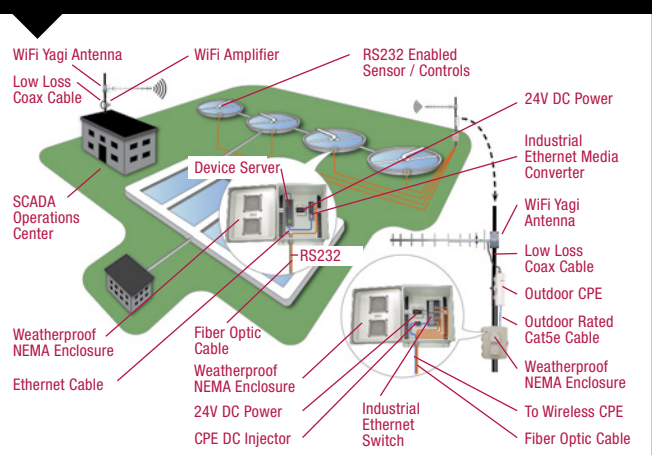 WiFi Yagi Antenna
WiFi Amplifier
RS232 Enabled
Sensor / Controls
Low Loss
Coax Cable
24V DC Power
Industrial
Ethernet Media
Converter
Device Server
SCADA
Operations
Center
WiFi Yagi
Antenna
RS232
Low Loss
Coax Cable
Outdoor CPE
Outdoor Rated
Cat5e Cable
Weatherproof
NEMA Enclosure
Fiber Optic
Cable
Ethernet Cable
Weatherproof
NEMA Enclosure
Weatherproof
NEMA Enclosure
24V DC Power
CPE DC Injector
Industrial
Ethernet
Switch
To Wireless CPE
Fiber Optic Cable